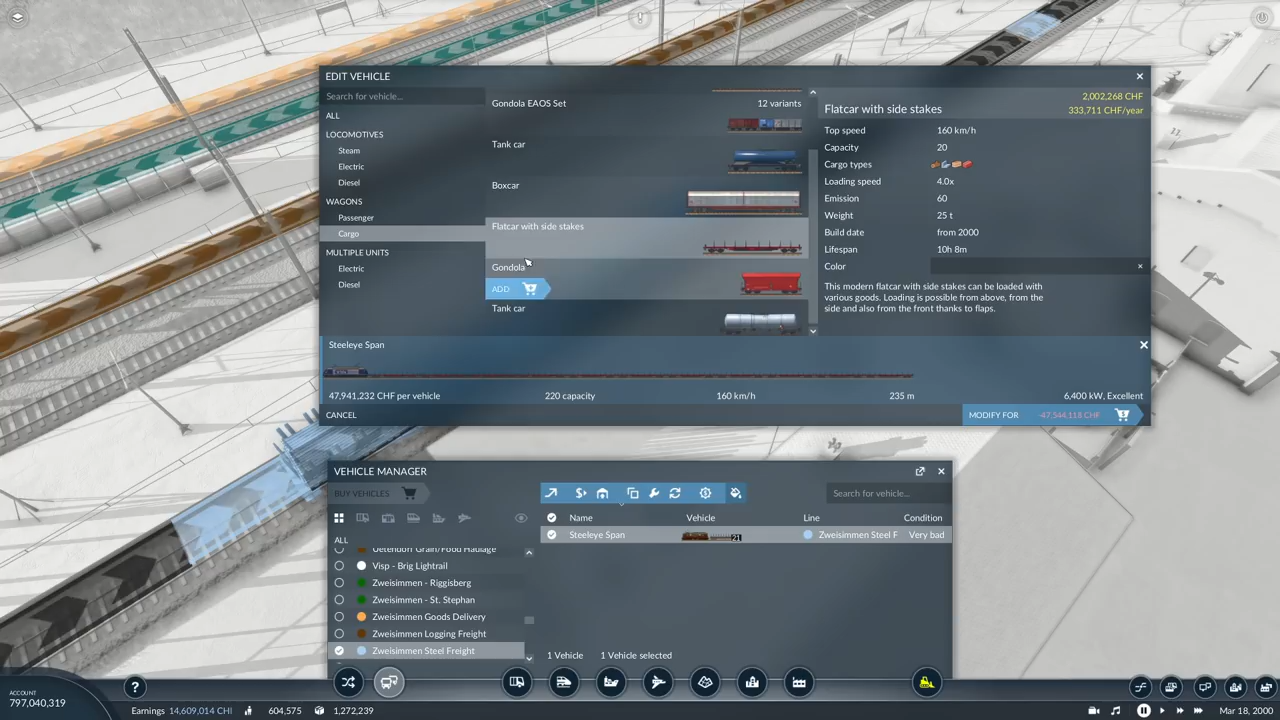 EDIT VEHICLE
Search for vehicle...
ALL
LOCOMOTIVES
Steam
Electric
Diesel
WAGONS
Passenger
Cargo
MULTIPLE UNITS
Electric
Diesel
Gondola EAOS Set 12 variants
Tank car
Boxcar
Flatcar with side stakes
Gondola
ADD
Tank car
2,002,268 CHF
333,711 CHF/year
Flatcar with side stakes
Top speed 160 km/h
Capacity 20
Cargo types
Loading speed 4.0x
Emission 60
Weight 25 t
Build date from 2000
Lifespan 10h 8m
Color
This modern flatcar with side stakes can be loaded with
various goods. Loading is possible from above, from the
side and also from the front thanks to flaps.
Steeleye Span
47,941,232 CHF per vehicle 220 capacity 160 km/h 235 m 6,400 kW, Excellent
CANCEL
MODIFY FOR -47,544,118 CHF
VEHICLE MANAGER
BUY VEHICLES
Search for vehicle...
ALL
Uetendorf Grain/Food Haulage
Visp - Brig Lightrail
Zweisimmen - Riggisberg
Zweisimmen - St. Stephan
Zweisimmen Goods Delivery
Zweisimmen Logging Freight
Zweisimmen Steel Freight
Name Vehicle Line Condition
Steeleye Span 21 Zweisimmen Steel F Very bad
1 Vehicle 1 Vehicle selected
ACCOUNT
797,040,319
?
Earnings 14,609,014 CHI 604,575 1,272,239
Mar 18, 2000